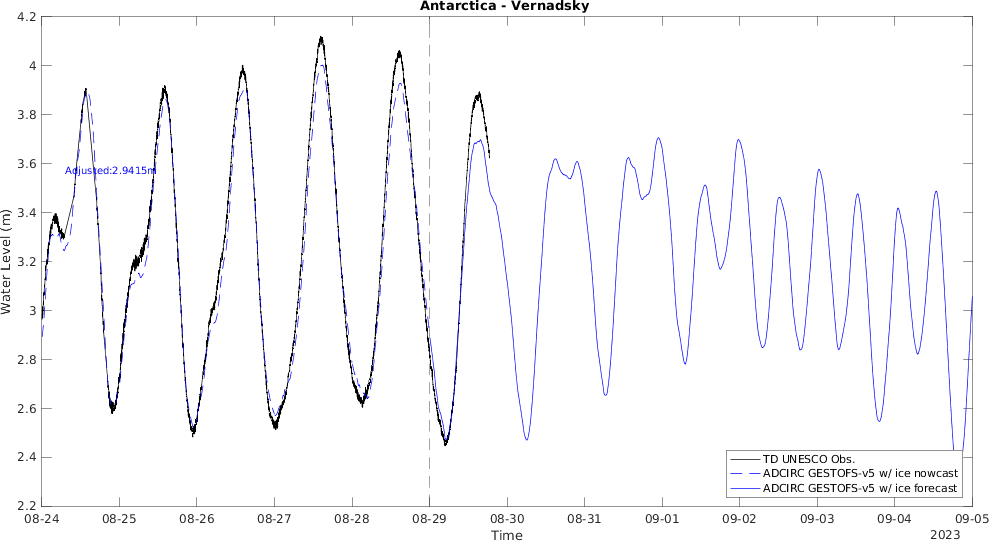 Antarctica - Vernadsky
Water Level (m)
4.2
4
3.8
3.6
3.4
3.2
3
2.8
2.6
2.4
2.2
Adjusted:2.9415m
TD UNESCO Obs.
ADCIRC GESTOFS-v5 w/ ice nowcast
ADCIRC GESTOFS-v5 w/ ice forecast
08-24 08-25 08-26 08-27 08-28 08-29 08-30 08-31 09-01 09-02 09-03 09-04 09-05
Time
2023